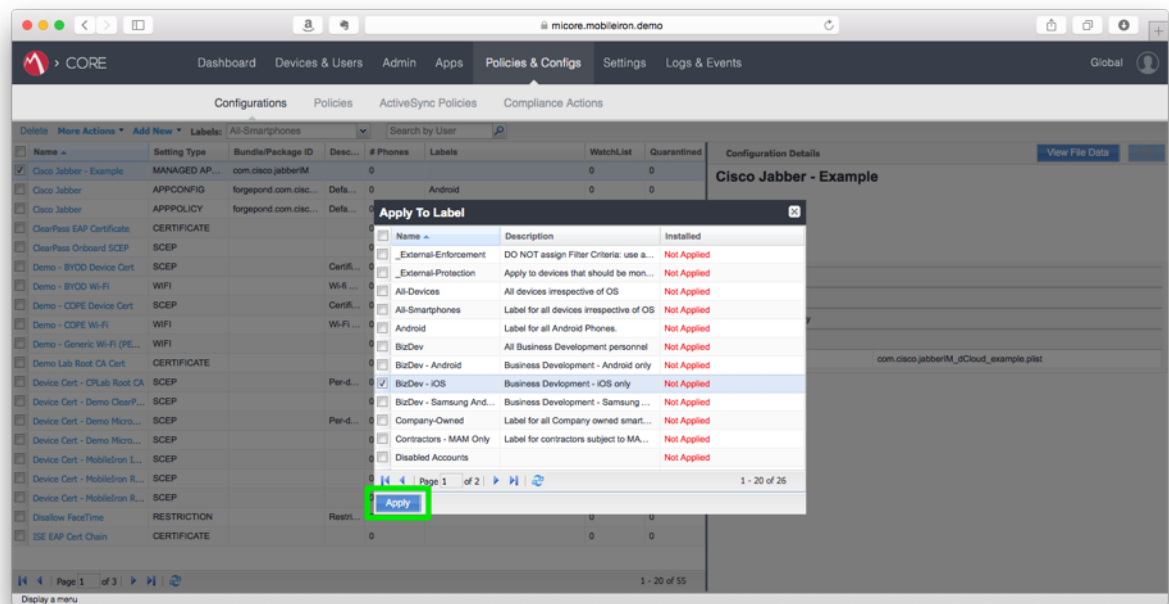 micore.mobileiron.demo
CORE Dashboard Devices & Users Admin Apps Policies & Configs Settings Logs & Events Global
Configurations Policies ActiveSync Policies Compliance Actions
Delete More Actions Add New Labels: All-Smartphones Search by User
Name Setting Type Bundle/Package ID Desc... # Phones Labels WatchList Quarantined
Cisco Jabber - Example MANAGED AP... com.cisco.jabberIM 0 0 0
Cisco Jabber APPCONFIG forgepond.com.cisc... Defa... 0 Android 0 0
Cisco Jabber APPPOLICY forgepond.com.cisc... Defa...
ClearPass EAP Certificate CERTIFICATE
ClearPass Onboard SCEP SCEP
Demo - BYOD Device Cert SCEP Certifi...
Demo - BYOD Wi-Fi WIFI Wi-fi ...
Demo - COPE Device Cert SCEP Certifi...
Demo - COPE Wi-Fi WIFI Wi-Fi ...
Demo - Generic Wi-Fi (PE... WIFI
Demo Lab Root CA Cert CERTIFICATE
Device Cert - CPLab Root CA SCEP Per-d...
Device Cert - Demo ClearP... SCEP
Device Cert - Demo Micro... SCEP Per-d...
Device Cert - Demo Micro... SCEP
Device Cert - MobileIron I... SCEP
Device Cert - MobileIron R... SCEP
Device Cert - MobileIron R... SCEP
Disallow FaceTime RESTRICTION Restri... 0 0
ISE EAP Cert Chain CERTIFICATE 0 0 0
Page 1 of 3 1 - 20 of 55
Display a menu
Apply To Label
Name Description Installed
_External-Enforcement DO NOT assign Filter Criteria: use a... Not Applied
_External-Protection Apply to devices that should be mon... Not Applied
All-Devices All devices irrespective of OS Not Applied
All-Smartphones Label for all devices irrespective of OS Not Applied
Android Label for all Android Phones. Not Applied
BizDev All Business Development personnel Not Applied
BizDev - Android Business Development - Android only Not Applied
BizDev - iOS Business Devlopment - iOS only Not Applied
BizDev - Samsung And... Business Development - Samsung ... Not Applied
Company-Owned Label for all Company owned smart... Not Applied
Contractors - MAM Only Label for contractors subject to MA... Not Applied
Disabled Accounts Not Applied
Page 1 of 2 1 - 20 of 26
Apply
Configuration Details View File Data
Cisco Jabber - Example
com.cisco.jabberIM_dCloud_example.plist